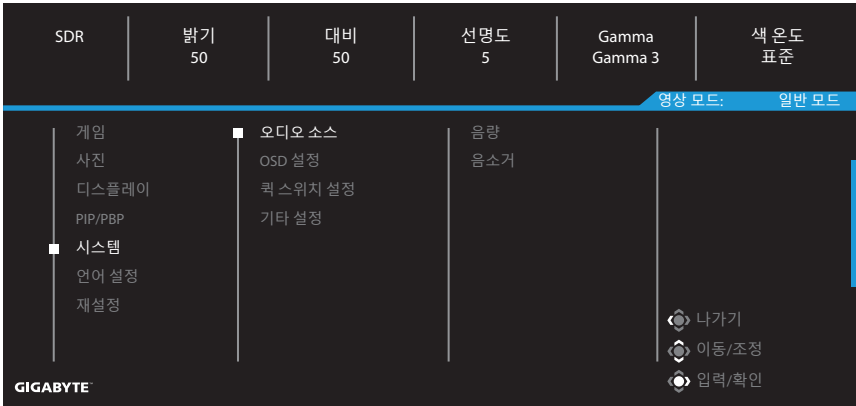 SDR
밝기
50
대비
50
선명도
5
Gamma
Gamma 3
색 온도
표준
영상 모드: 일반 모드
게임
사진
디스플레이
PIP/PBP
시스템
언어 설정
재설정
오디오 소스
OSD 설정
퀵 스위치 설정
기타 설정
음량
음소거
나가기
이동/조정
입력/확인
GIGABYTE™